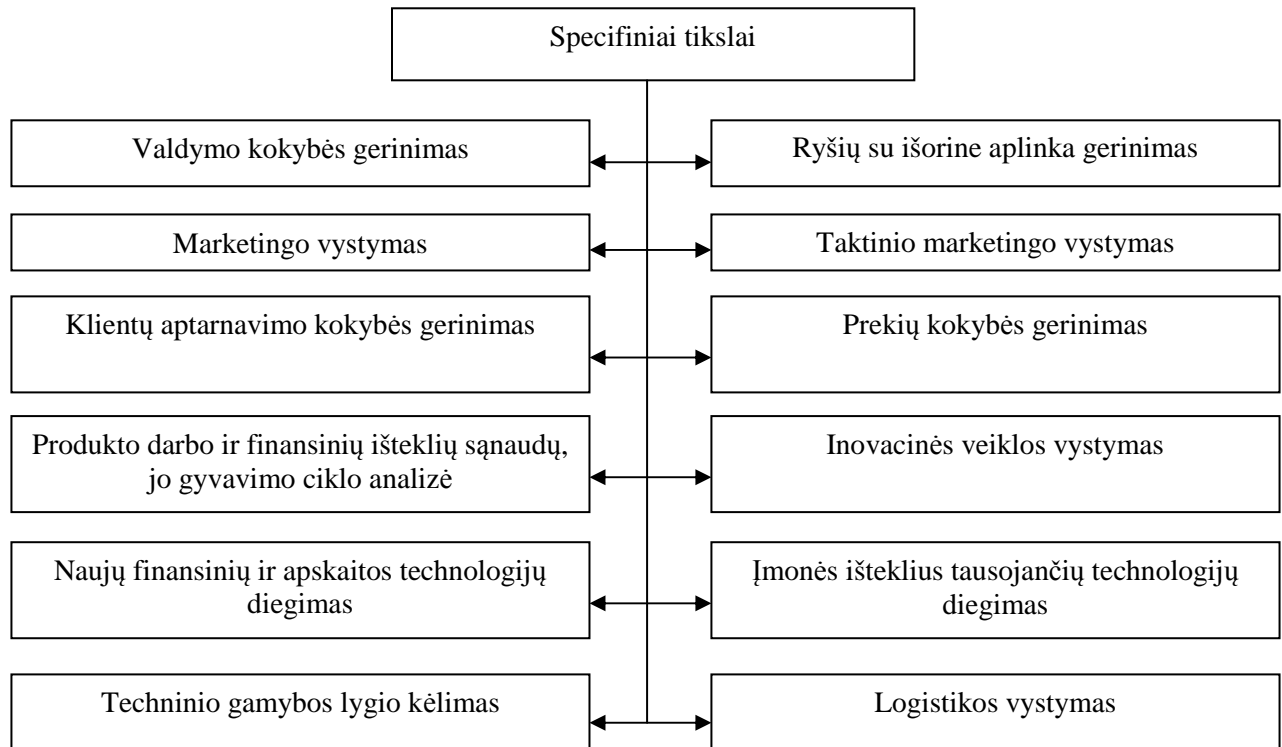 Specifiniai tikslai
Valdymo kokybės gerinimas
Ryšių su išorine aplinka gerinimas
Marketingo vystymas
Taktinio marketingo vystymas
Klientų aptarnavimo kokybės gerinimas
Prekių kokybės gerinimas
Produkto darbo ir finansinių išteklių sąnaudų,
jo gyvavimo ciklo analizė
Inovacinės veiklos vystymas
Naujų finansinių ir apskaitos technologijų
diegimas
Įmonės išteklius tausojančių technologijų
diegimas
Techninio gamybos lygio kėlimas
Logistikos vystymas